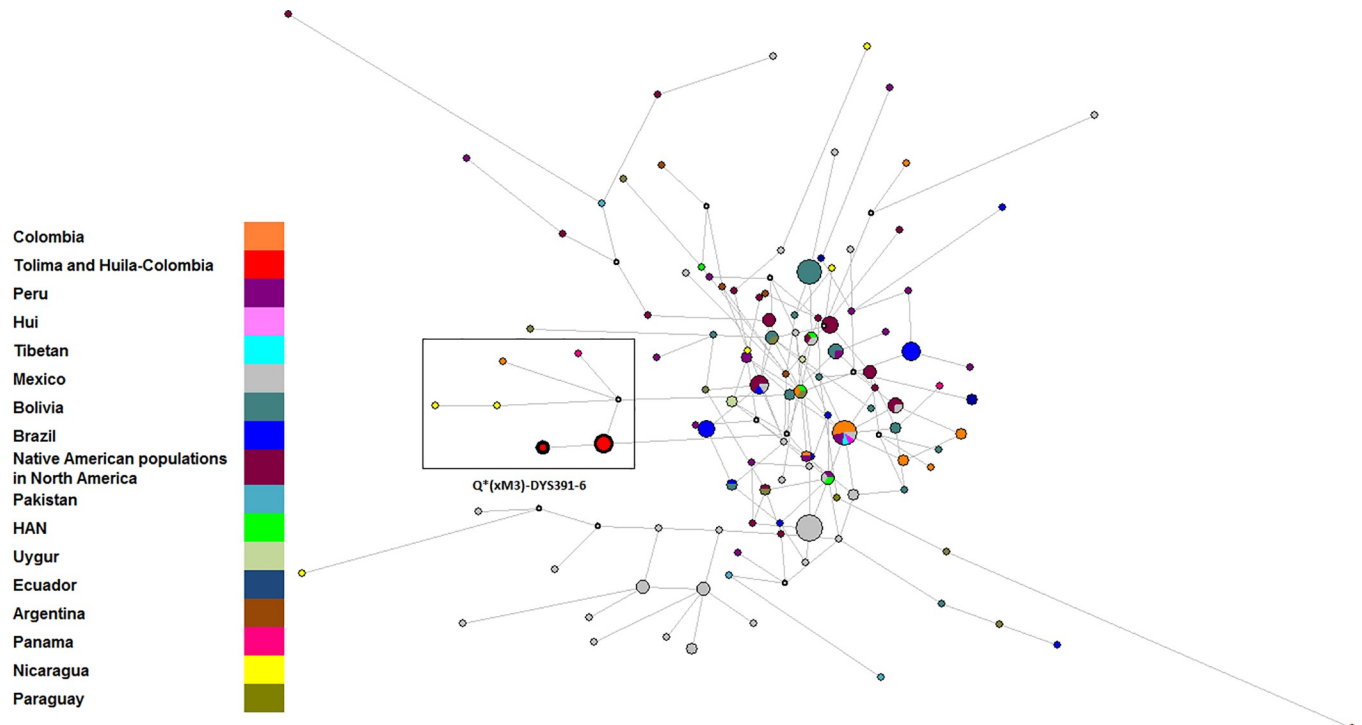 Colombia
Tolima and Huila-Colombia
Peru
Hui
Tibetan
Mexico
Bolivia
Brazil
Native American populations
in North America
Pakistan
HAN
Uygur
Ecuador
Argentina
Panama
Nicaragua
Paraguay
Q*(xM3)-DYS391-6